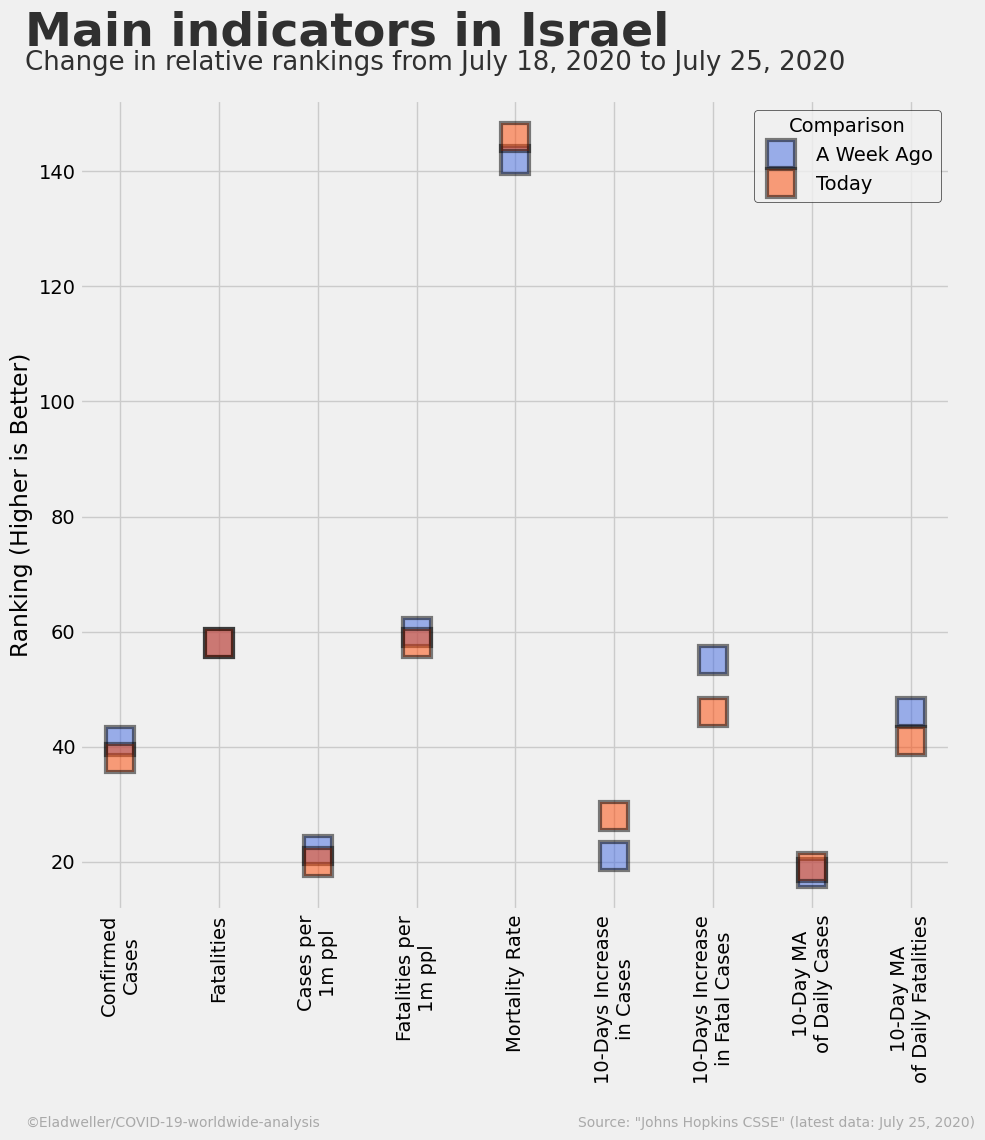 Main indicators in Israel
Change in relative rankings from July 18, 2020 to July 25, 2020
Comparison
A Week Ago
Today
Ranking (Higher is Better)
140
120
100
80
60
40
20
Confirmed
Cases
Fatalities
Cases per
1m ppl
Fatalities per
1m ppl
Mortality Rate
10-Days Increase
in Cases
10-Days Increase
in Fatal Cases
10-Day MA
of Daily Cases
10-Day MA
of Daily Fatalities
©Eladweller/COVID-19-worldwide-analysis
Source: "Johns Hopkins CSSE" (latest data: July 25, 2020)